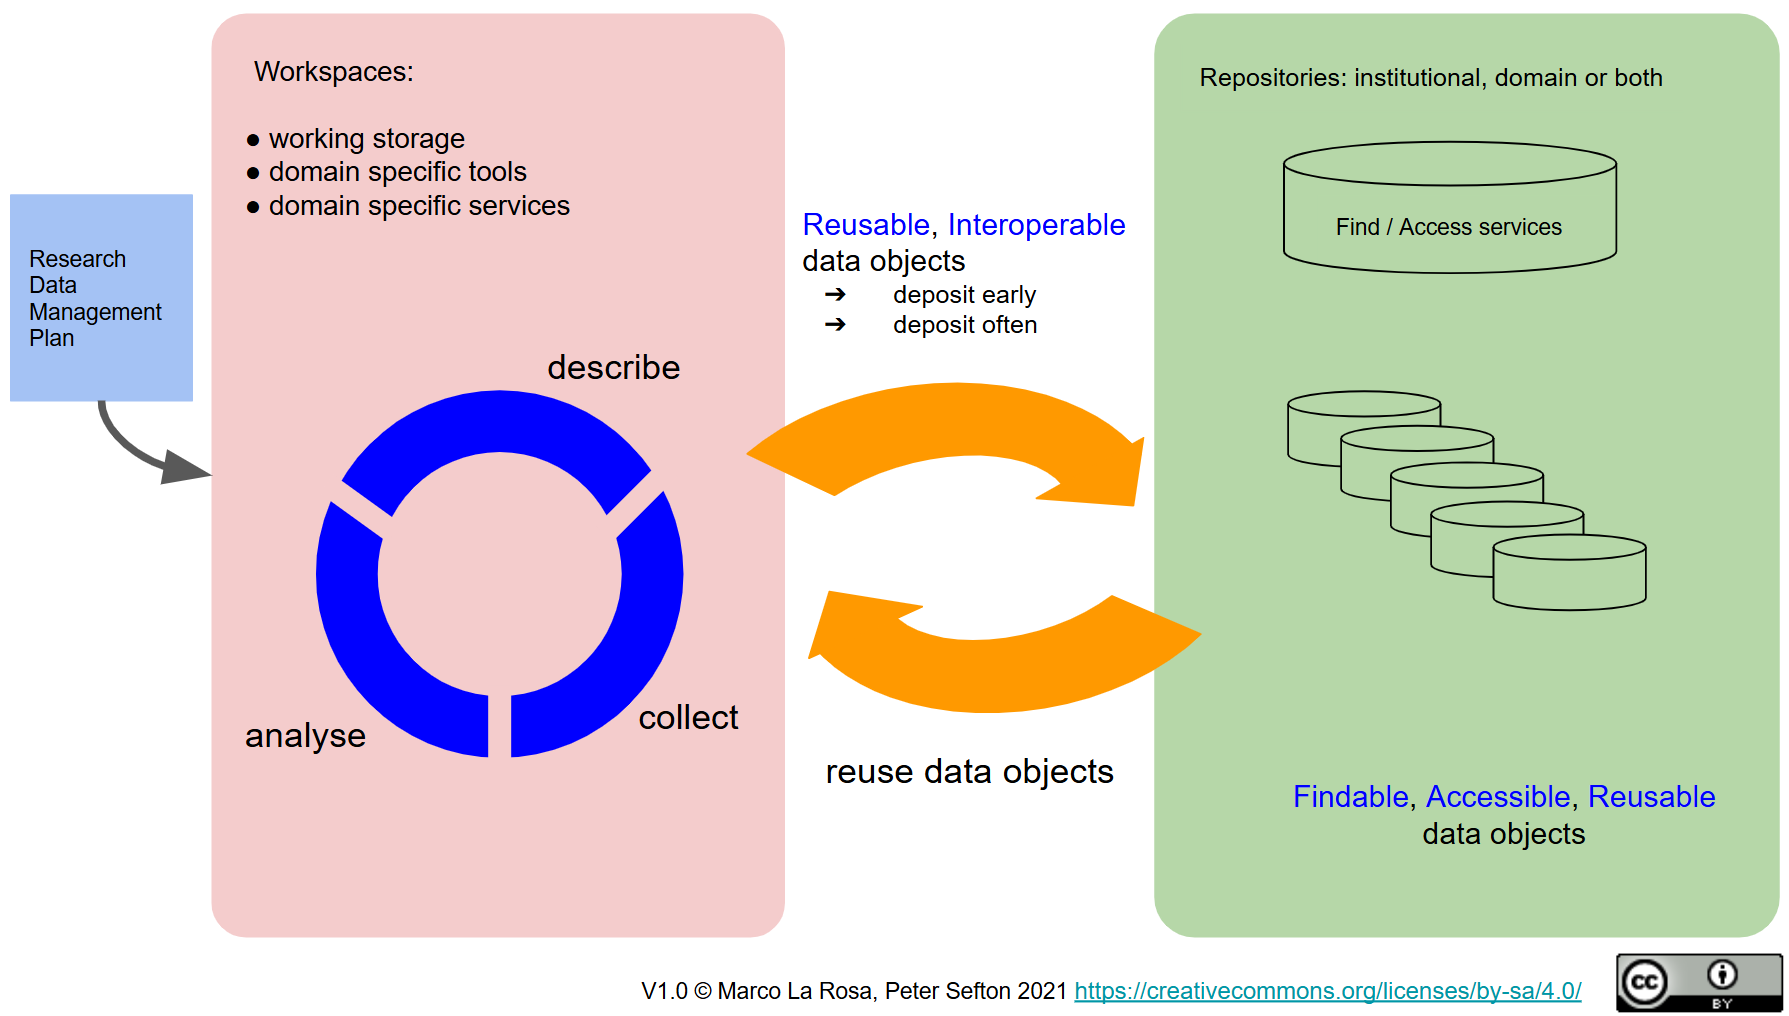 Workspaces:
● working storage
● domain specific tools
● domain specific services
Research
Data
Management
Plan
describe
analyse
collect
Reusable, Interoperable
data objects
➔ deposit early
➔ deposit often
reuse data objects
Repositories: institutional, domain or both
Find / Access services
Findable, Accessible, Reusable
data objects
V1.0 © Marco La Rosa, Peter Sefton 2021 https://creativecommons.org/licenses/by-sa/4.0/
cc
BY